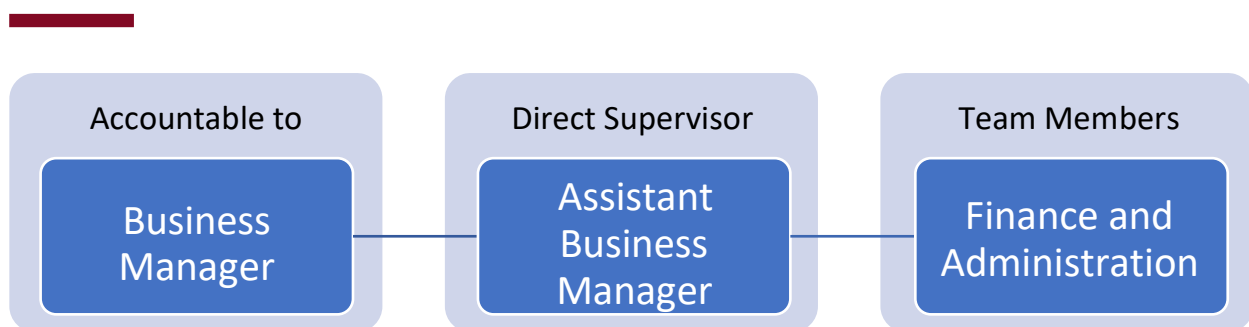 Accountable to
Business
Manager
Direct Supervisor
Assistant
Business
Manager
Team Members
Finance and
Administration